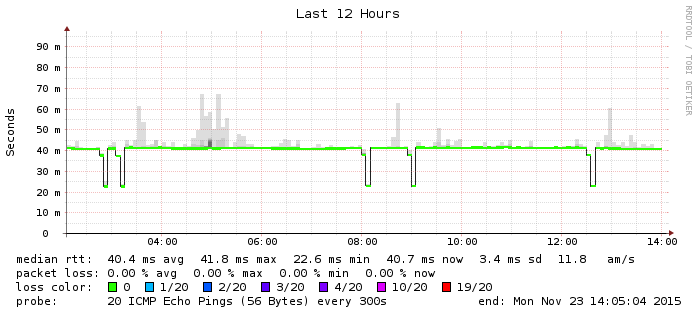 Last 12 Hours
RRDTOOL / TOBI OETIKER
Seconds
90 m
80 m
70 m
60 m
50 m
40 m
30 m
20 m
10 m
0
04:00 06:00 08:00 10:00 12:00 14:00
median rtt: 40.4 ms avg 41.8 ms max 22.6 ms min 40.7 ms now 3.4 ms sd 11.8 am/s
packet loss: 0.00 % avg 0.00 % max 0.00 % min 0.00 % now
loss color: 0 1/20 2/20 3/20 4/20 10/20 19/20
probe: 20 ICMP Echo Pings (56 Bytes) every 300s end: Mon Nov 23 14:05:04 2015